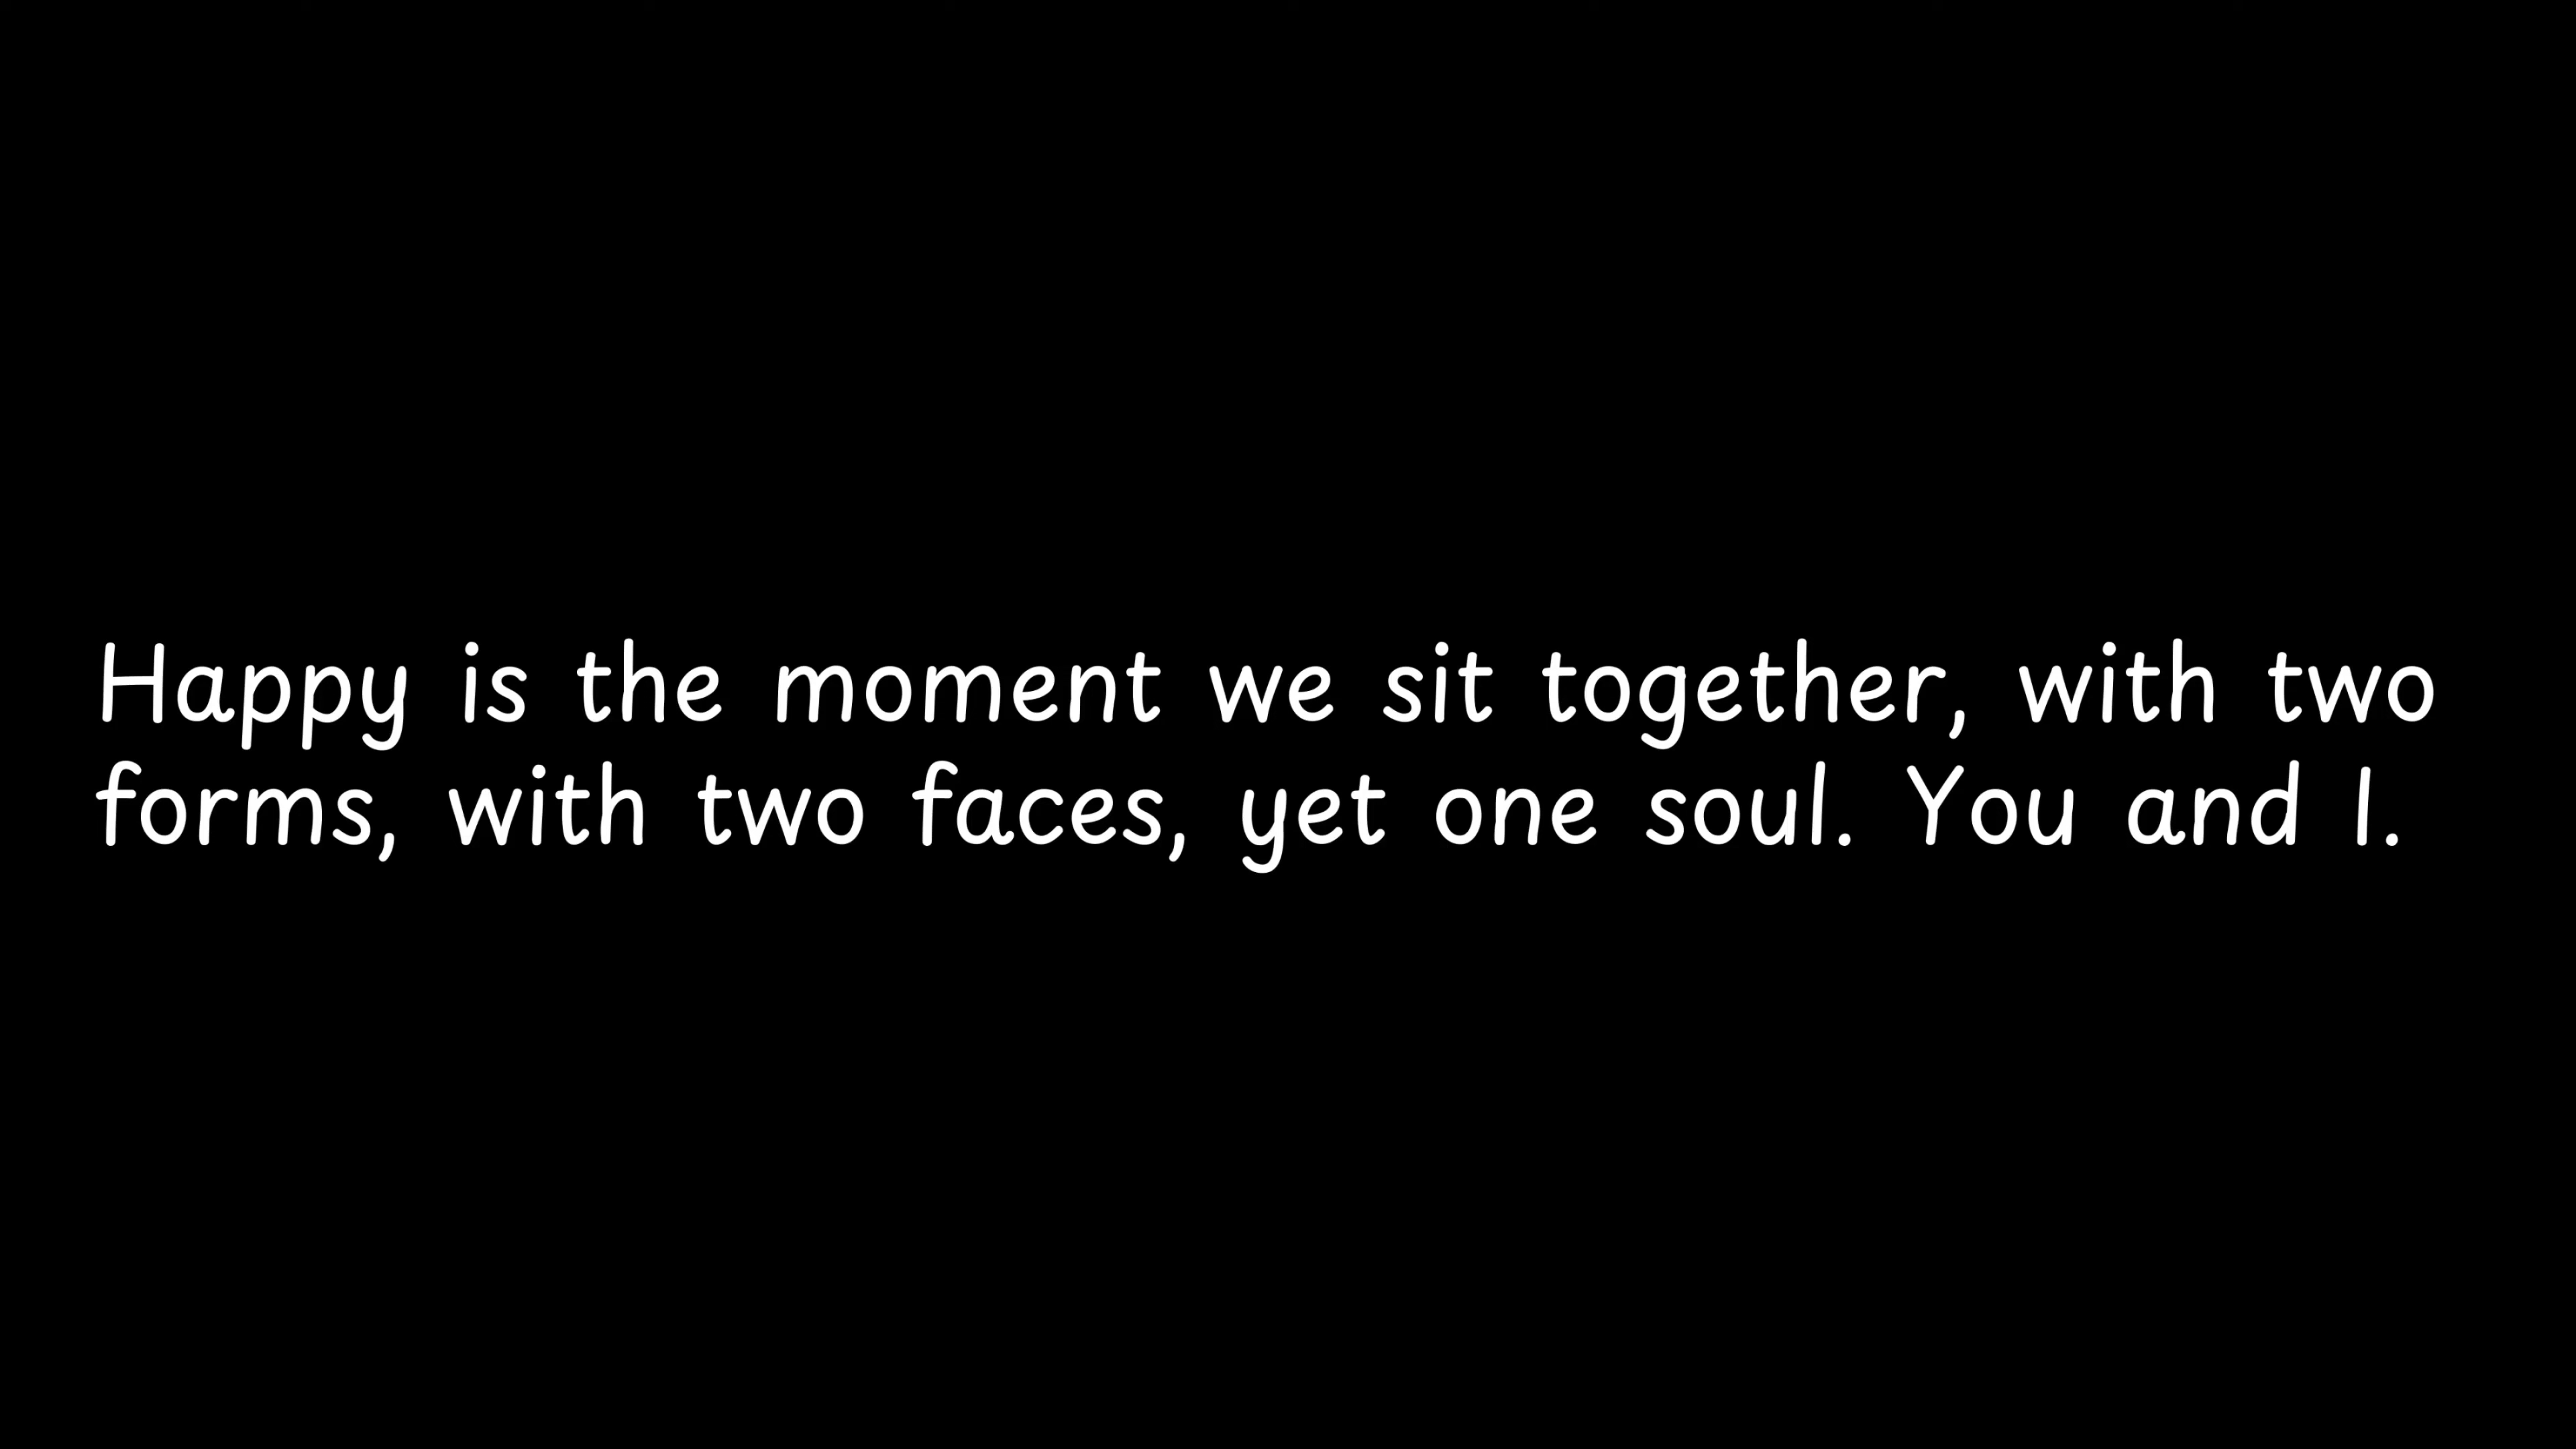 Happy is the moment we sit together, with two
forms, with two faces, yet one soul. You and I.